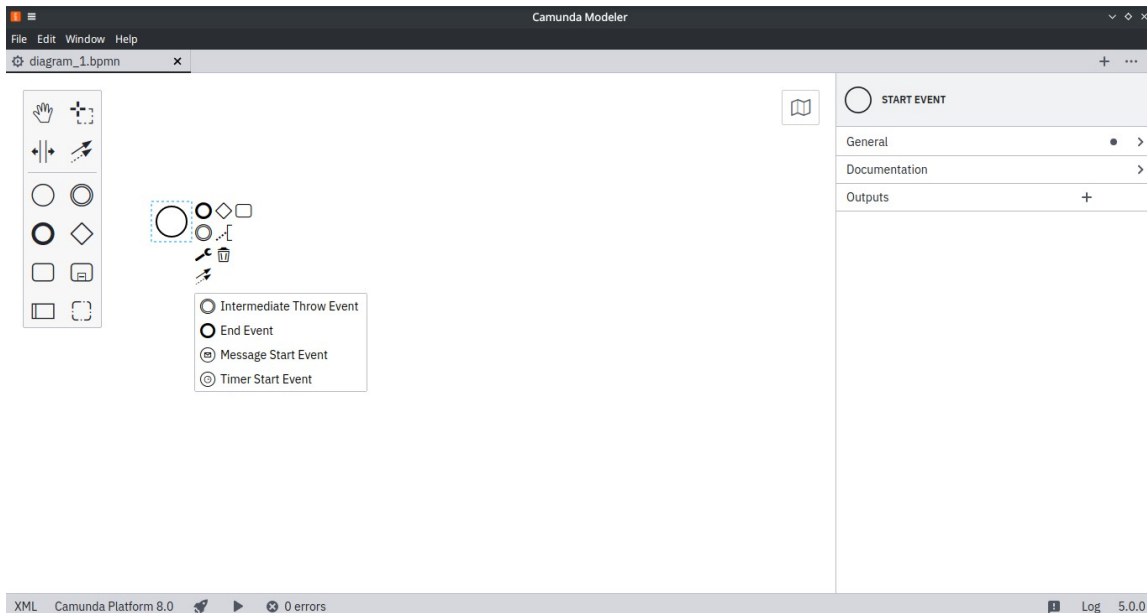 Camunda Modeler
File Edit Window Help
diagram_1.bpmn
START EVENT
General
Documentation
Outputs
Intermediate Throw Event
End Event
Message Start Event
Timer Start Event
XML Camunda Platform 8.0 0 errors Log 5.0.0